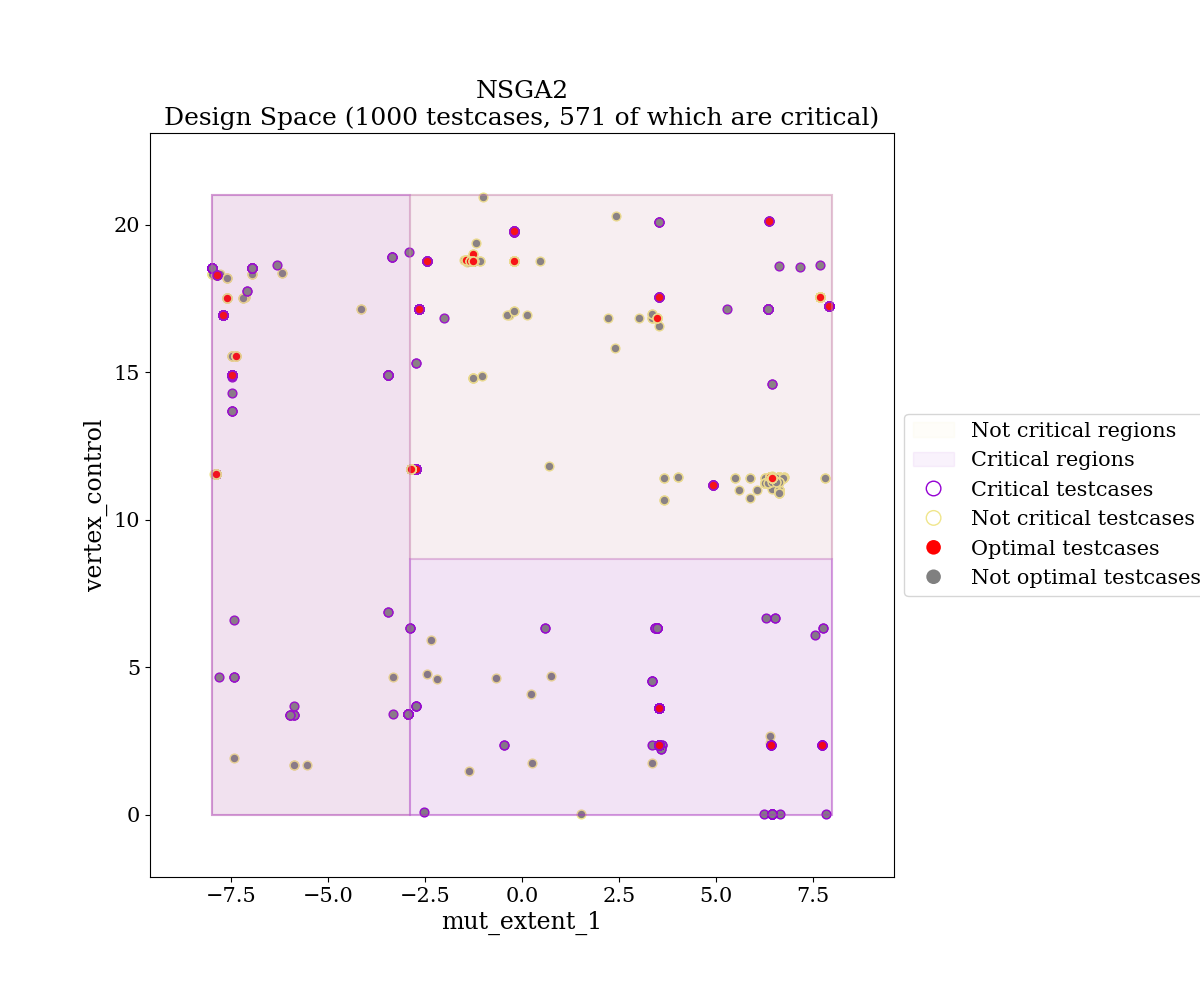 NSGA2
Design Space (1000 testcases, 571 of which are critical)
vertex_control
20
15
10
5
0
−7.5
−5.0
−2.5
0.0
2.5
5.0
7.5
mut_extent_1
Not critical regions
Critical regions
Critical testcases
Not critical testcases
Optimal testcases
Not optimal testcases